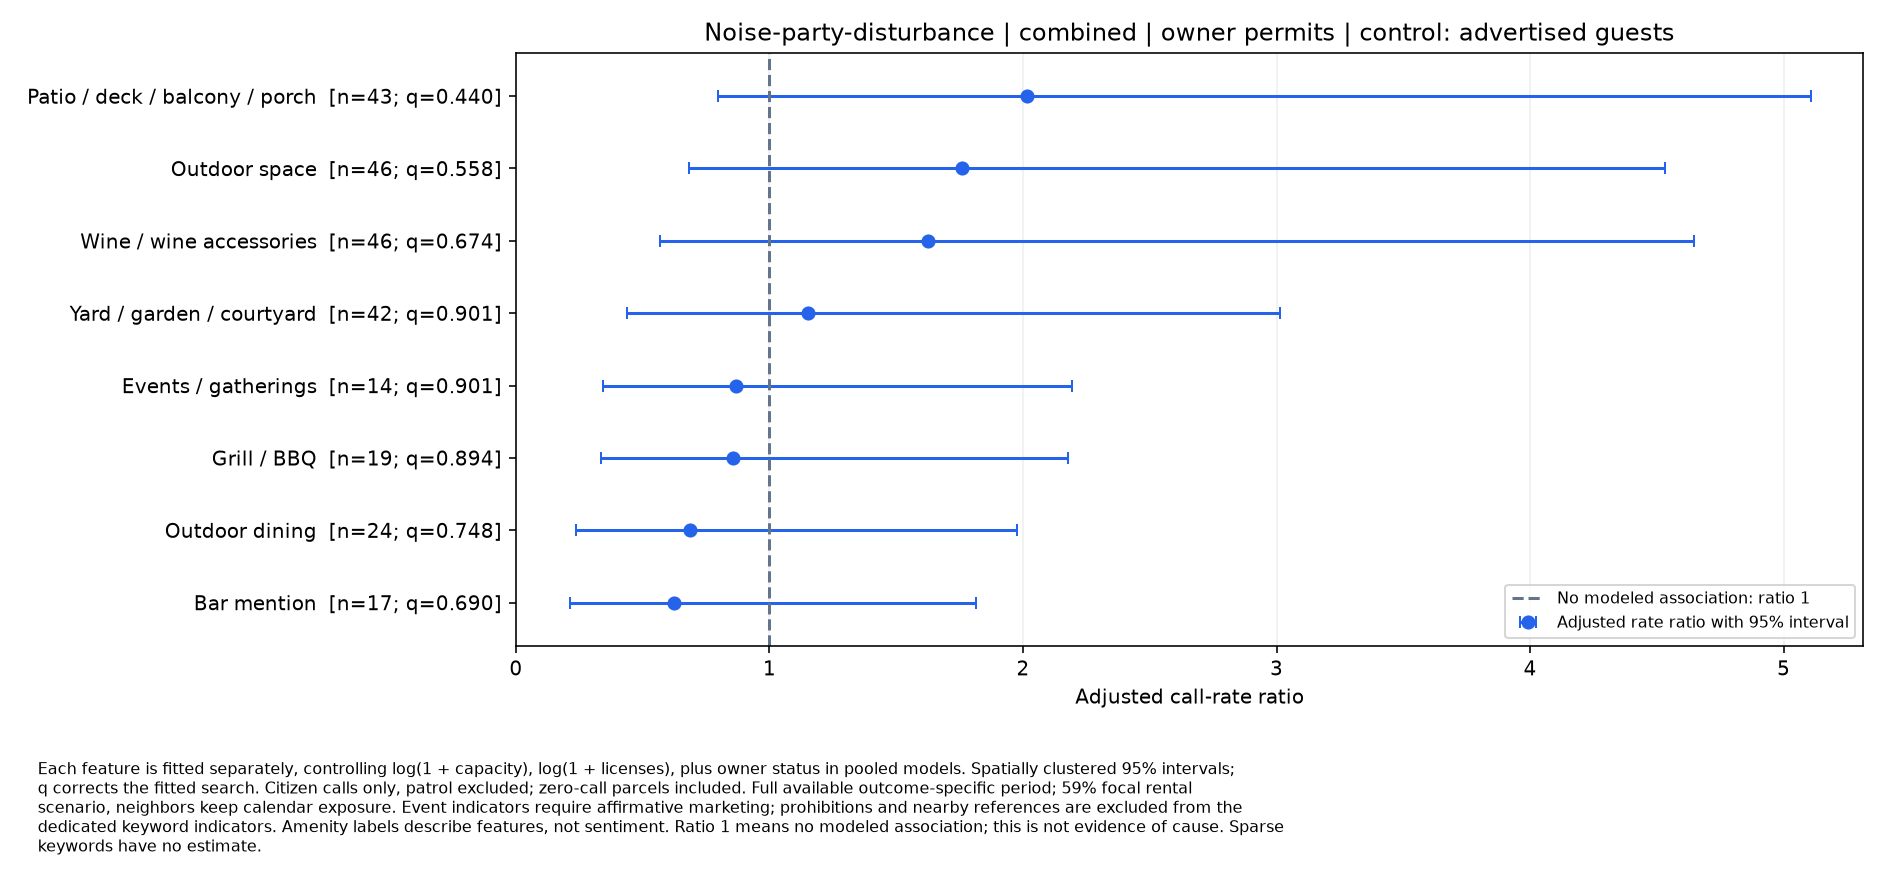 Noise-party-disturbance | combined | owner permits | control: advertised guests
Patio / deck / balcony / porch  [n=43; q=0.440]
Outdoor space  [n=46; q=0.558]
Wine / wine accessories  [n=46; q=0.674]
Yard / garden / courtyard  [n=42; q=0.901]
Events / gatherings  [n=14; q=0.901]
Grill / BBQ  [n=19; q=0.894]
Outdoor dining  [n=24; q=0.748]
Bar mention  [n=17; q=0.690]
No modeled association: ratio 1
Adjusted rate ratio with 95% interval
0 1 2 3 4 5
Adjusted call-rate ratio
Each feature is fitted separately, controlling log(1 + capacity), log(1 + licenses), plus owner status in pooled models. Spatially clustered 95% intervals;
q corrects the fitted search. Citizen calls only, patrol excluded; zero-call parcels included. Full available outcome-specific period; 59% focal rental
scenario, neighbors keep calendar exposure. Event indicators require affirmative marketing; prohibitions and nearby references are excluded from the
dedicated keyword indicators. Amenity labels describe features, not sentiment. Ratio 1 means no modeled association; this is not evidence of cause. Sparse
keywords have no estimate.